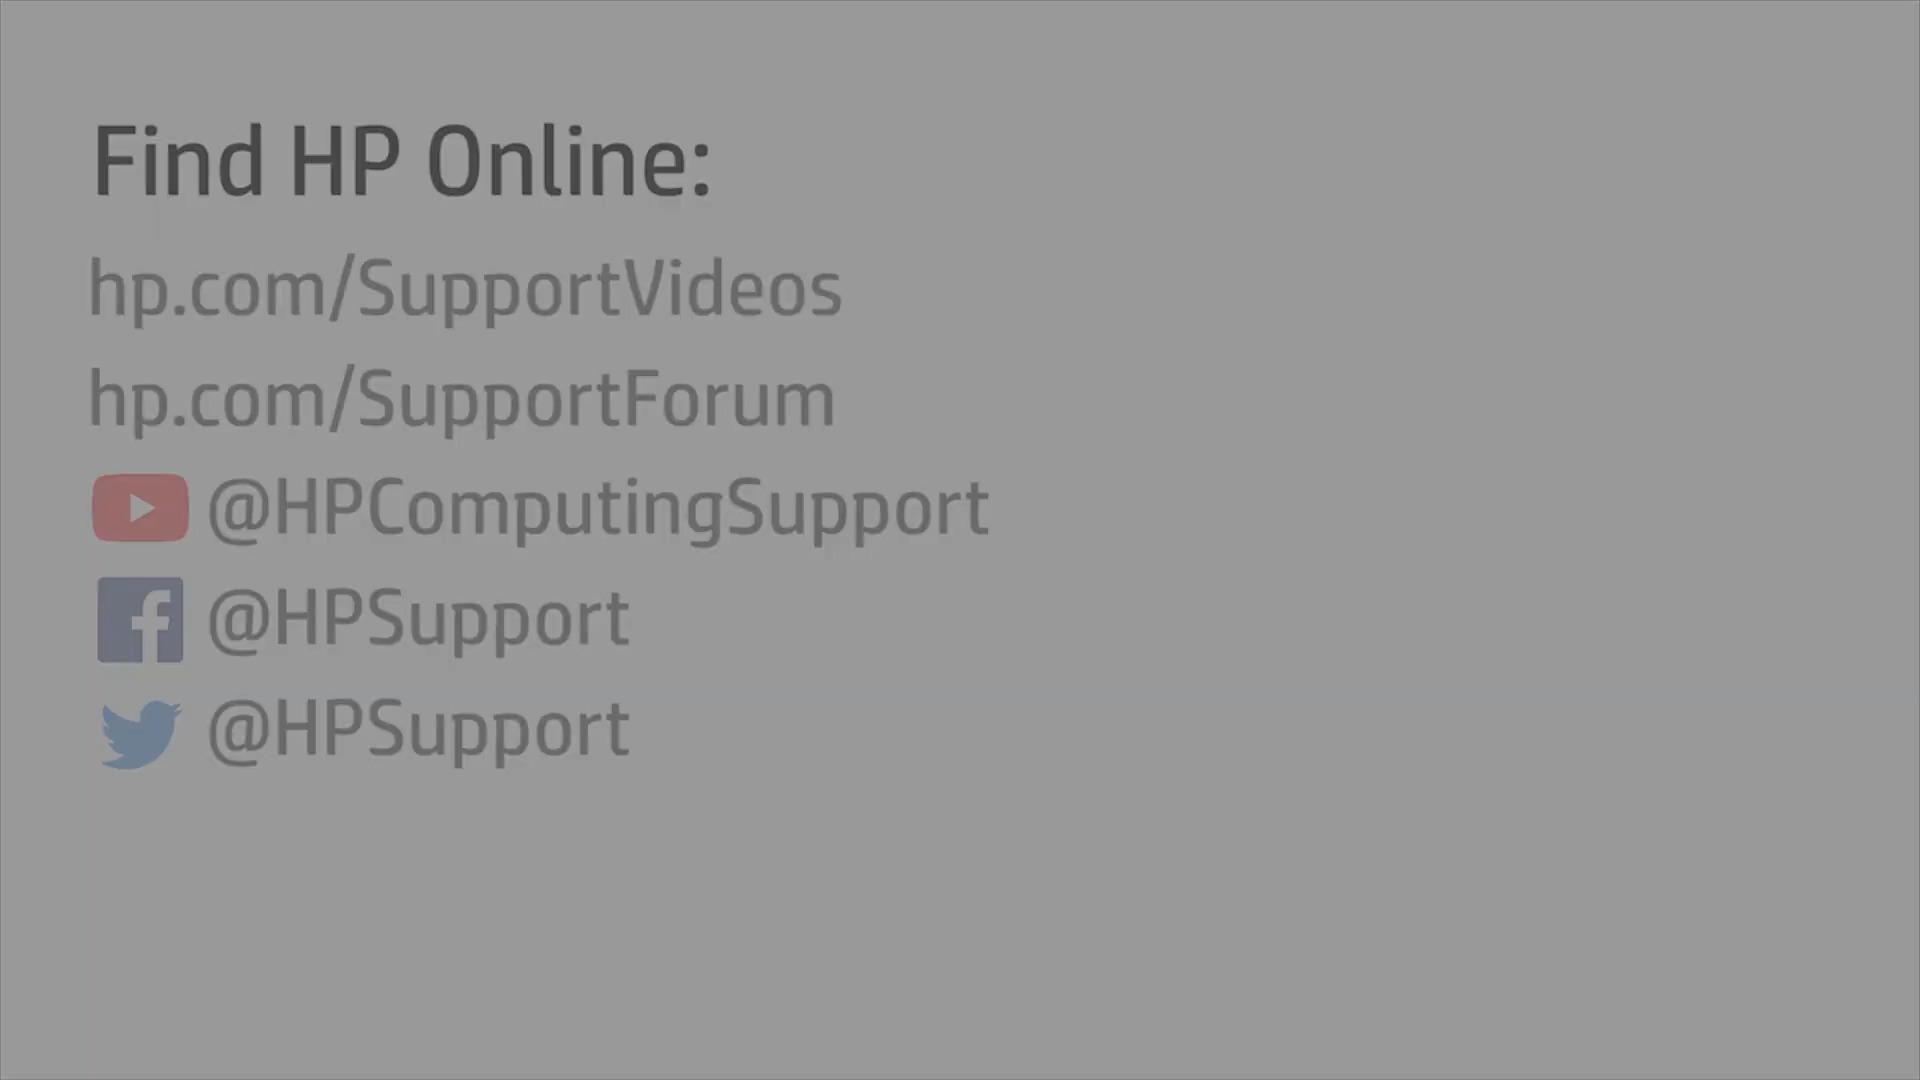 Find HP Online:
hp.com/SupportVideos
hp.com/SupportForum
@HPComputingSupport
@HPSupport
@HPSupport